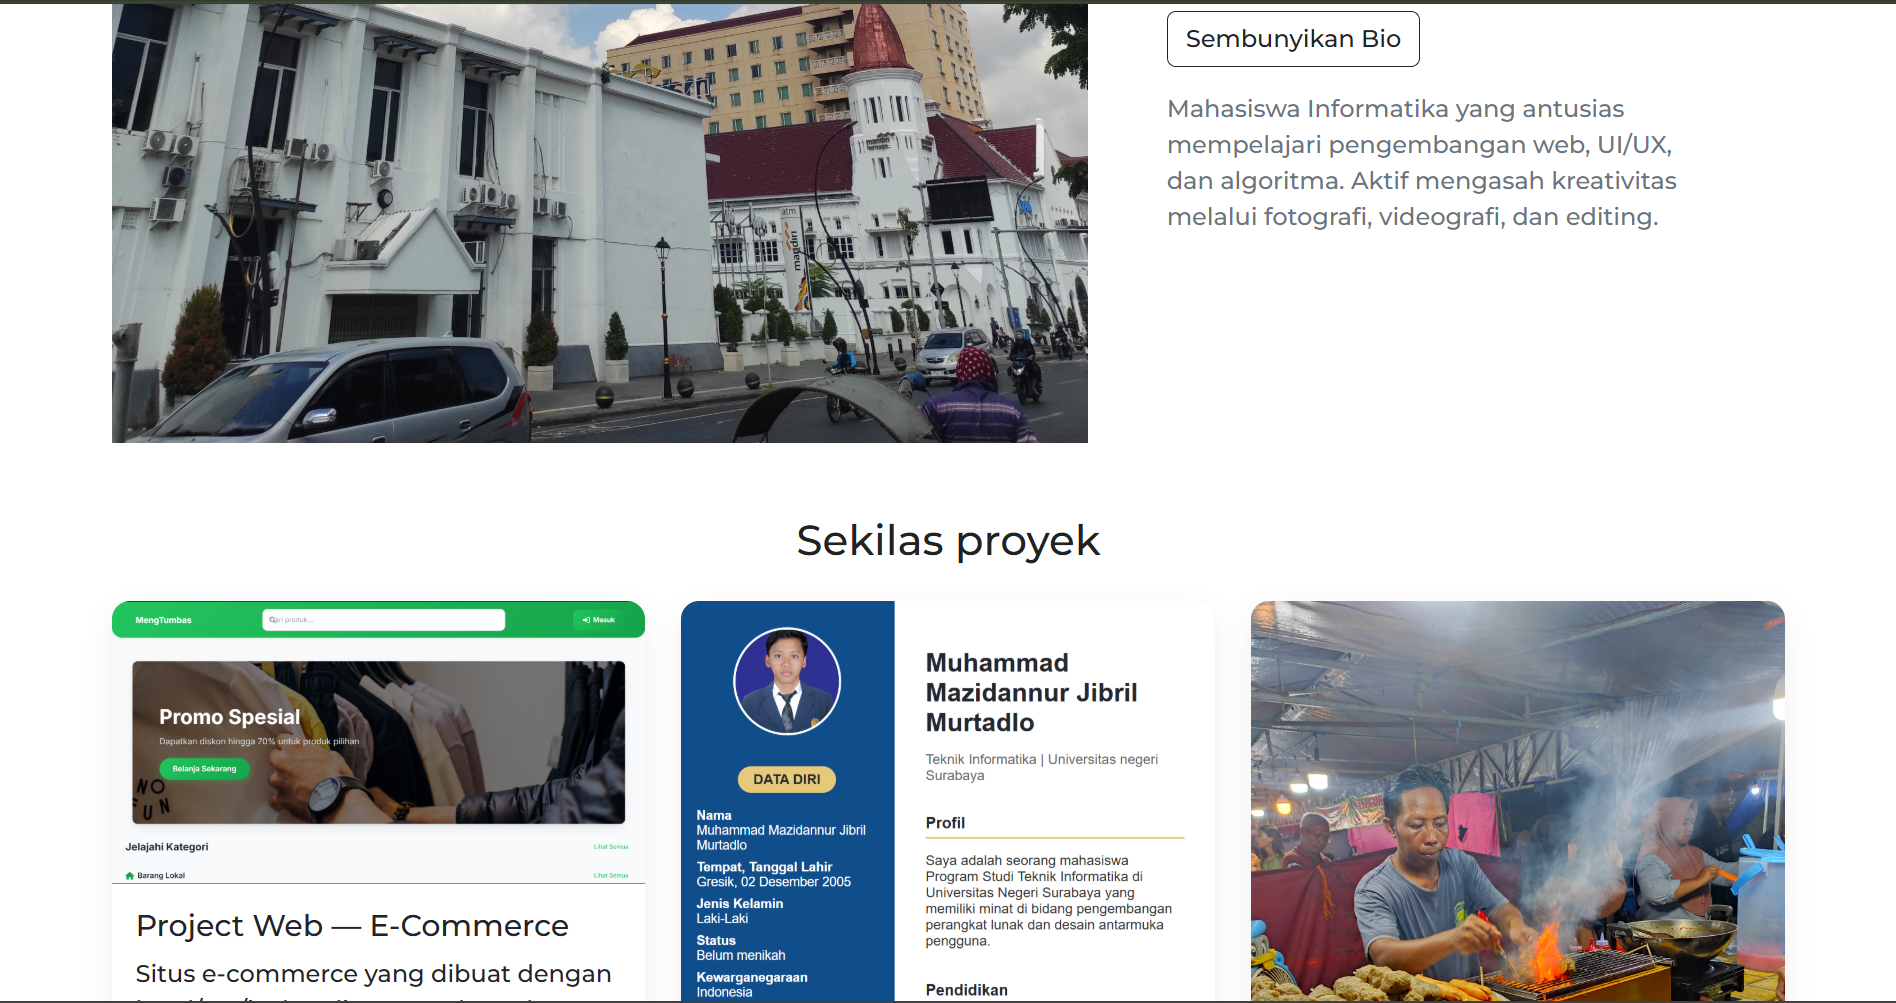 Sembunyikan Bio
Mahasiswa Informatika yang antusias
mempelajari pengembangan web, UI/UX,
dan algoritma. Aktif mengasah kreativitas
melalui fotografi, videografi, dan editing.
atm
mandiri
Sekilas proyek
MengTumbas
Cari produk...
Masuk
Promo Spesial
Dapatkan diskon hingga 70% untuk produk pilihan
Belanja Sekarang
NO
FUN
Jelajahi Kategori
Lihat Semua
Barang Lokal
Lihat Semua
Project Web — E-Commerce
Situs e-commerce yang dibuat dengan
DATA DIRI
Nama
Muhammad Mazidannur Jibril
Murtadlo
Tempat, Tanggal Lahir
Gresik, 02 Desember 2005
Jenis Kelamin
Laki-Laki
Status
Belum menikah
Kewarganegaraan
Indonesia
Muhammad
Mazidannur Jibril
Murtadlo
Teknik Informatika | Universitas negeri
Surabaya
Profil
Saya adalah seorang mahasiswa
Program Studi Teknik Informatika di
Universitas Negeri Surabaya yang
memiliki minat di bidang pengembangan
perangkat lunak dan desain antarmuka
pengguna.
Pendidikan